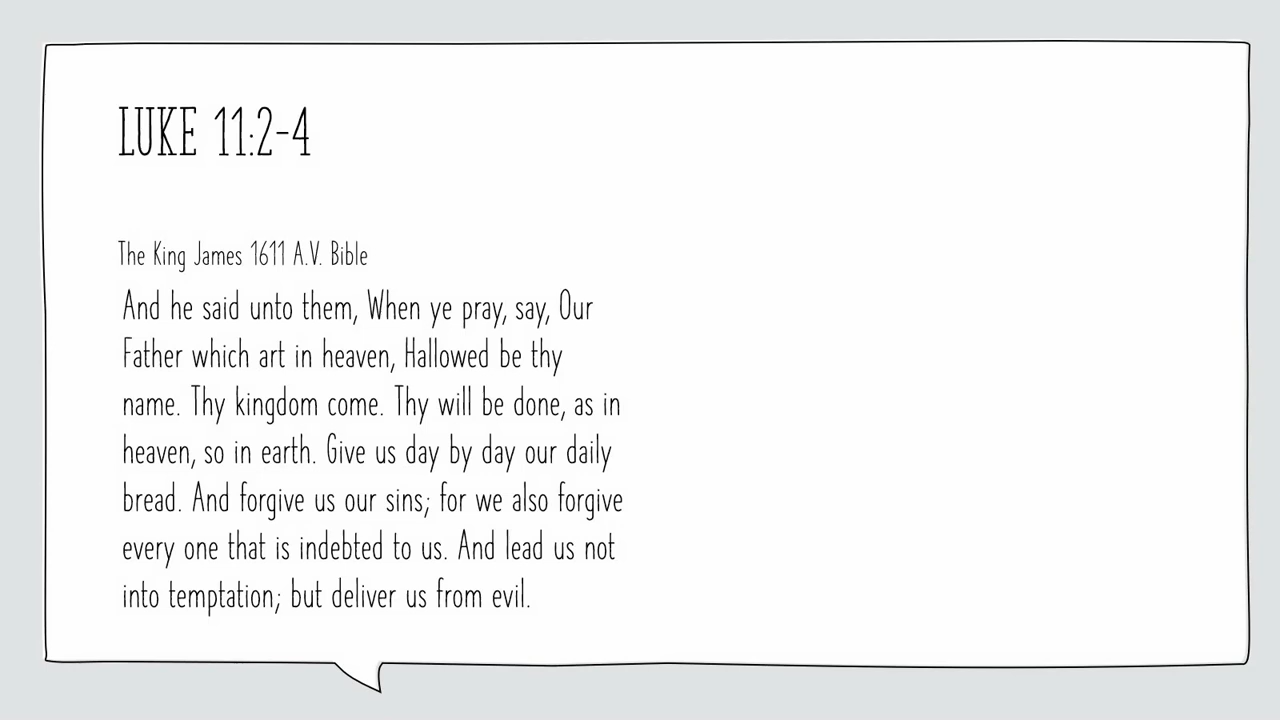 LUKE 11:2-4
The King James 1611 A.V. Bible
And he said unto them, When ye pray, say, Our
Father which art in heaven, Hallowed be thy
name. Thy kingdom come. Thy will be done, as in
heaven, so in earth. Give us day by day our daily
bread. And forgive us our sins; for we also forgive
every one that is indebted to us. And lead us not
into temptation; but deliver us from evil.